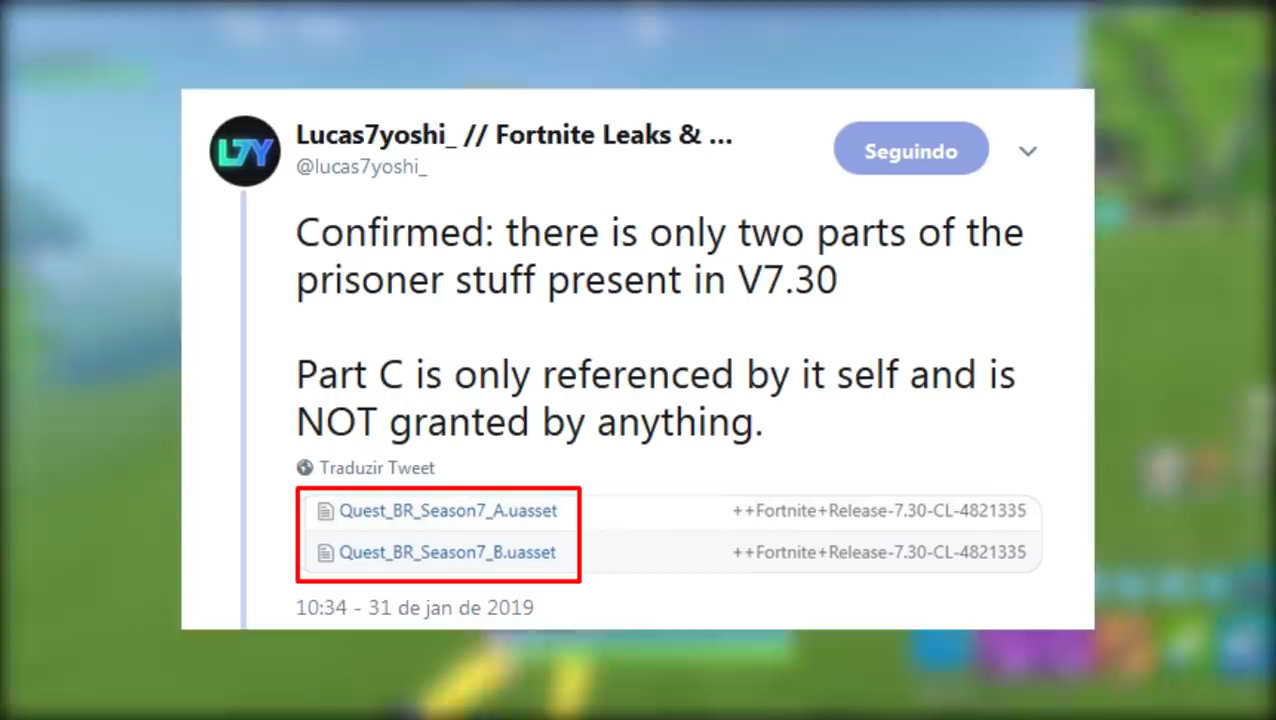 L7Y
Lucas7yoshi_ // Fortnite Leaks & ...
@lucas7yoshi_
Seguindo
Confirmed: there is only two parts of the
prisoner stuff present in V7.30
Part C is only referenced by it self and is
NOT granted by anything.
Traduzir Tweet
Quest_BR_Season7_A.uasset ++Fortnite+Release-7.30-CL-4821335
Quest_BR_Season7_B.uasset ++Fortnite+Release-7.30-CL-4821335
10:34 - 31 de jan de 2019